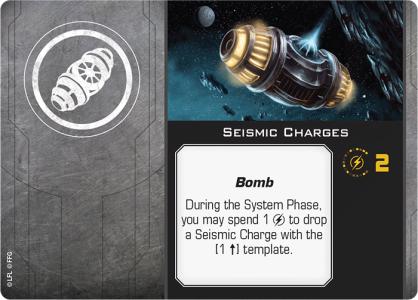 SEISMIC CHARGES
2
Bomb
During the System Phase,
you may spend 1 to drop
a Seismic Charge with the
[1 ⬆] template.
© LFL © FFG